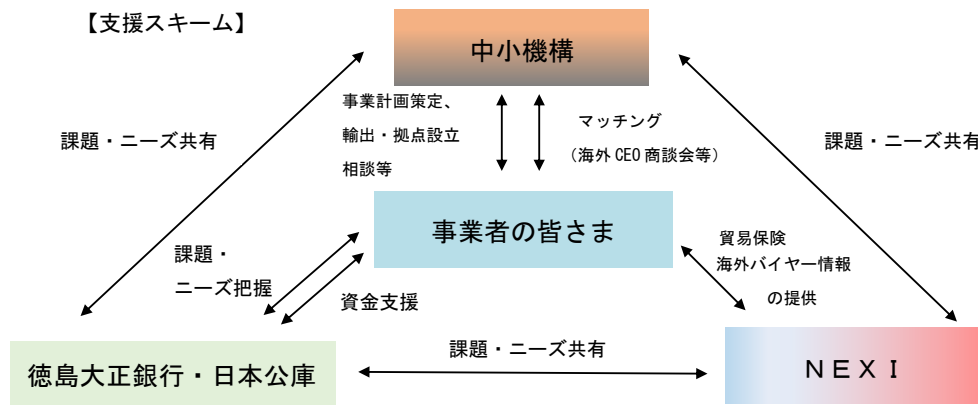 【支援スキーム】
中小機構
事業計画策定、
輸出・拠点設立
相談等
マッチング
（海外 CEO 商談会等）
課題・ニーズ共有
課題・ニーズ共有
事業者の皆さま
課題・
ニーズ把握
資金支援
貿易保険
海外バイヤー情報
の提供
徳島大正銀行・日本公庫
課題・ニーズ共有
ＮＥＸＩ